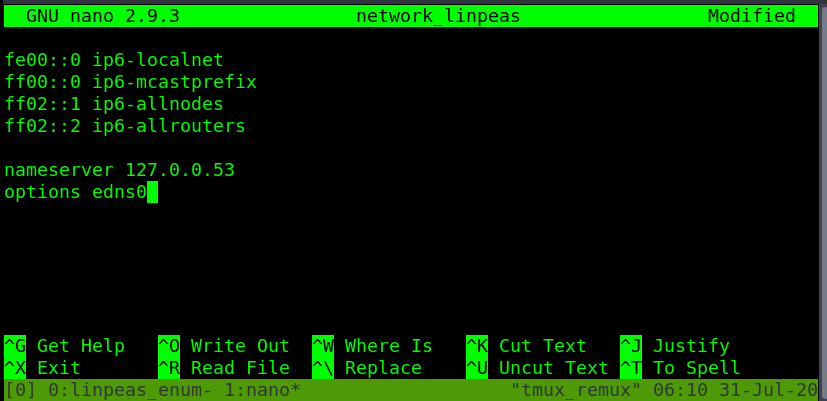 GNU nano 2.9.3 network_linpeas Modified
fe00::0 ip6-localnet
ff00::0 ip6-mcastprefix
ff02::1 ip6-allnodes
ff02::2 ip6-allrouters
nameserver 127.0.0.53
options edns0
^G Get Help ^O Write Out ^W Where Is ^K Cut Text ^J Justify
^X Exit ^R Read File ^\ Replace ^U Uncut Text ^T To Spell
[0] 0:linpeas_enum- 1:nano* "tmux_remux" 06:10 31-Jul-20